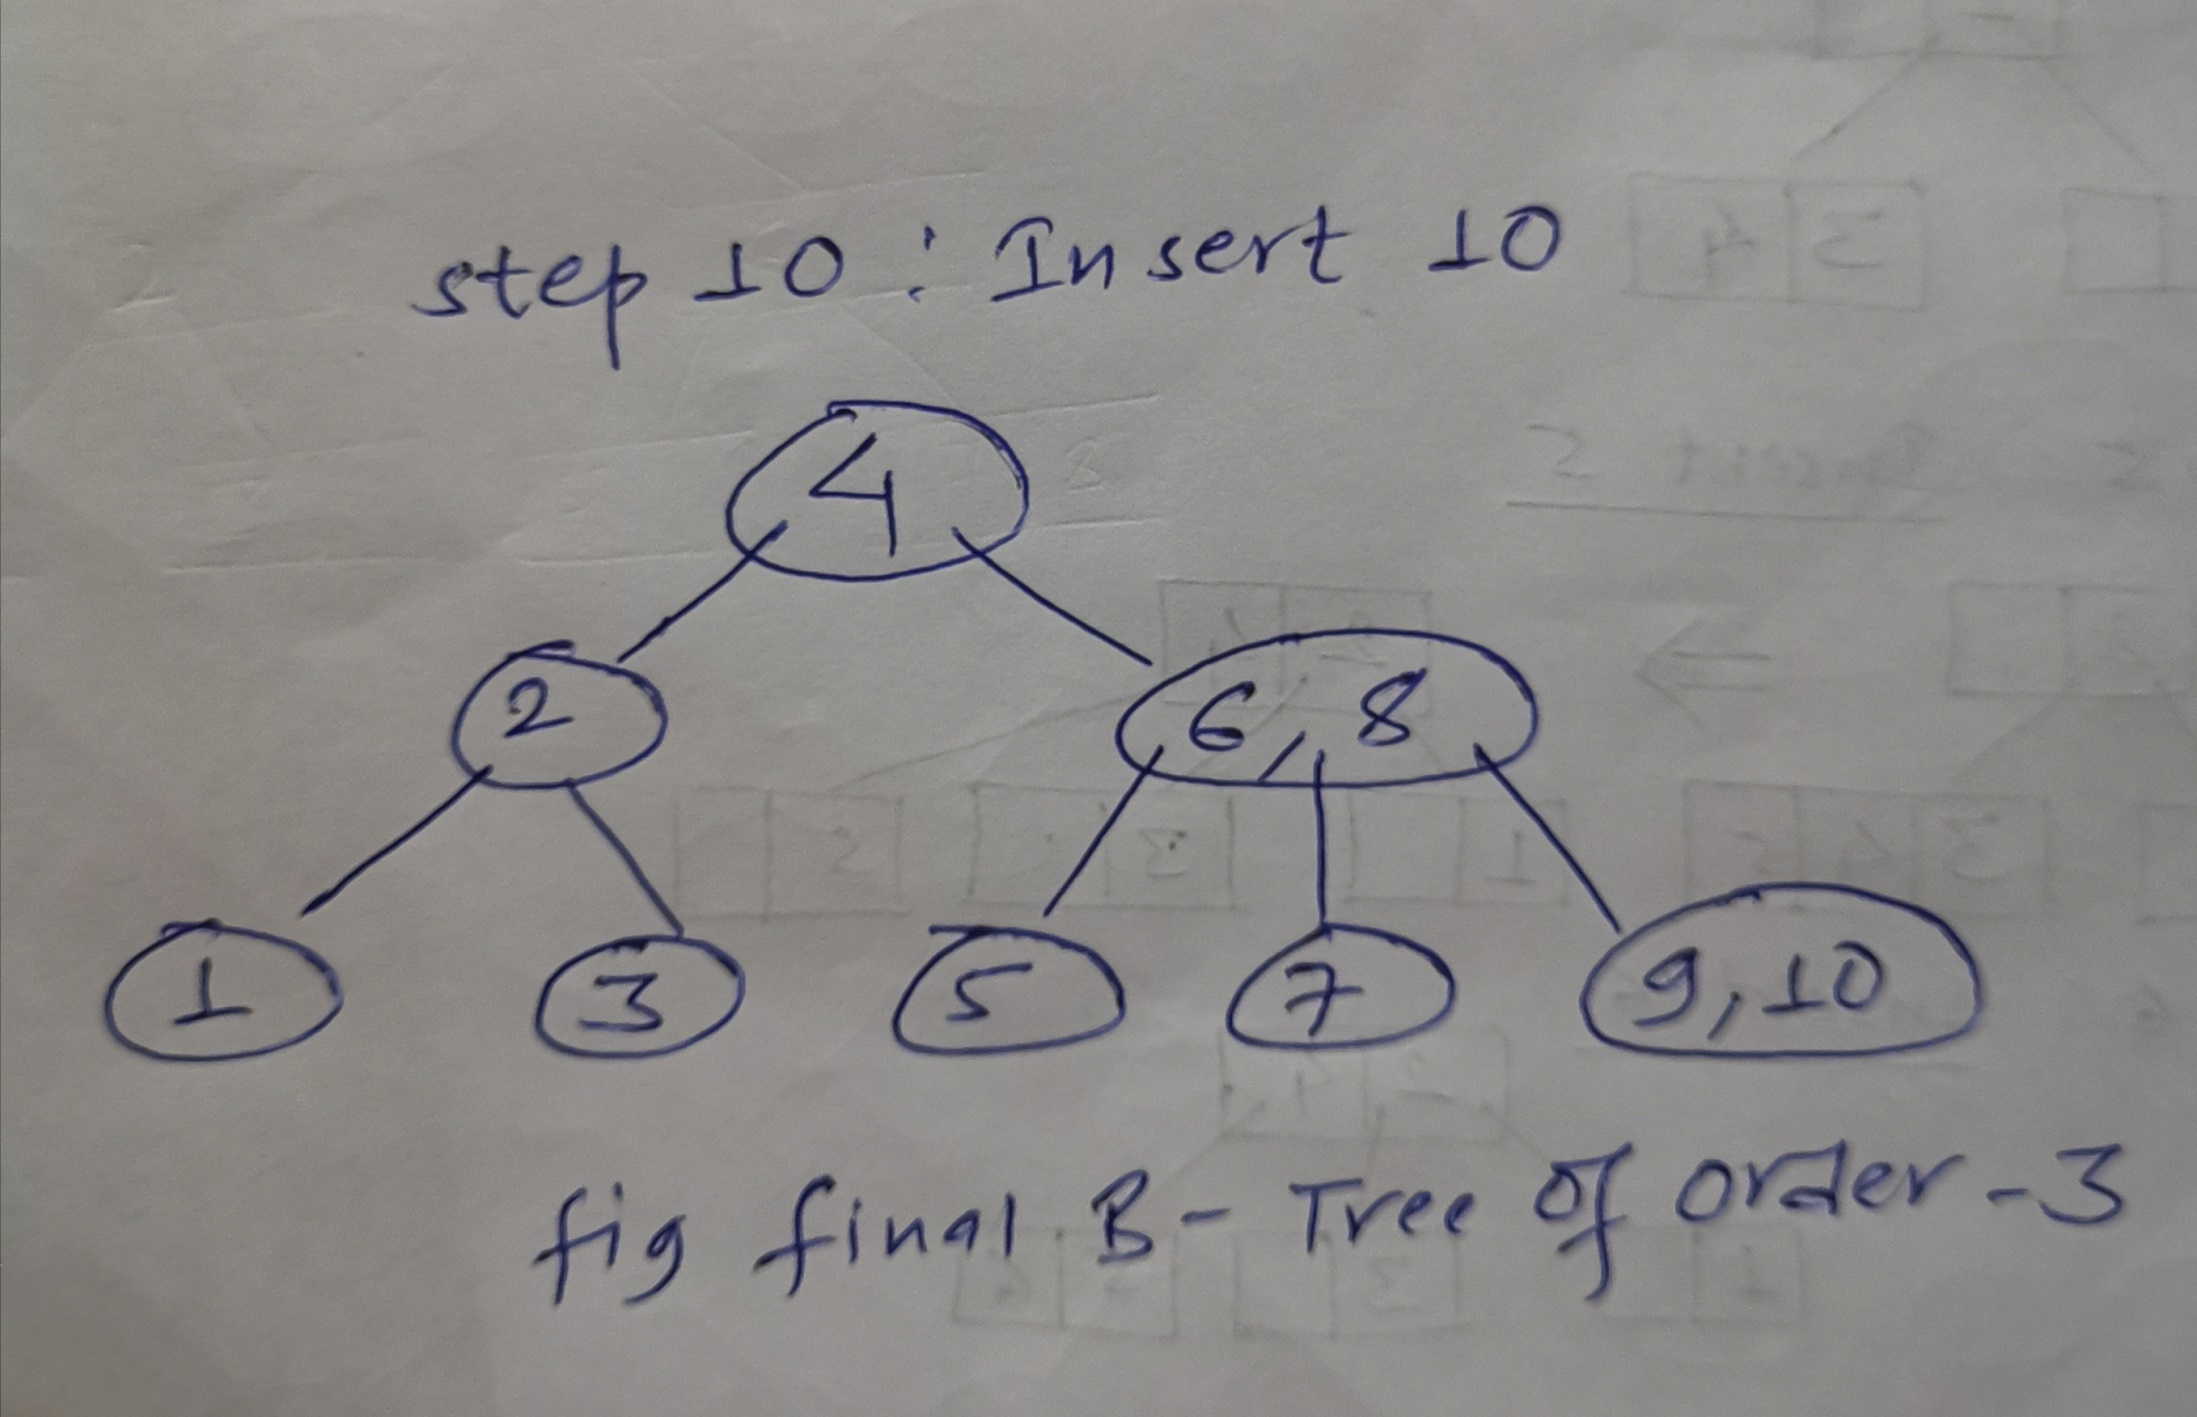 step 10 : Insert 10
4
2 6, 8
1 3 5 7 9, 10
fig final B- Tree of order-3